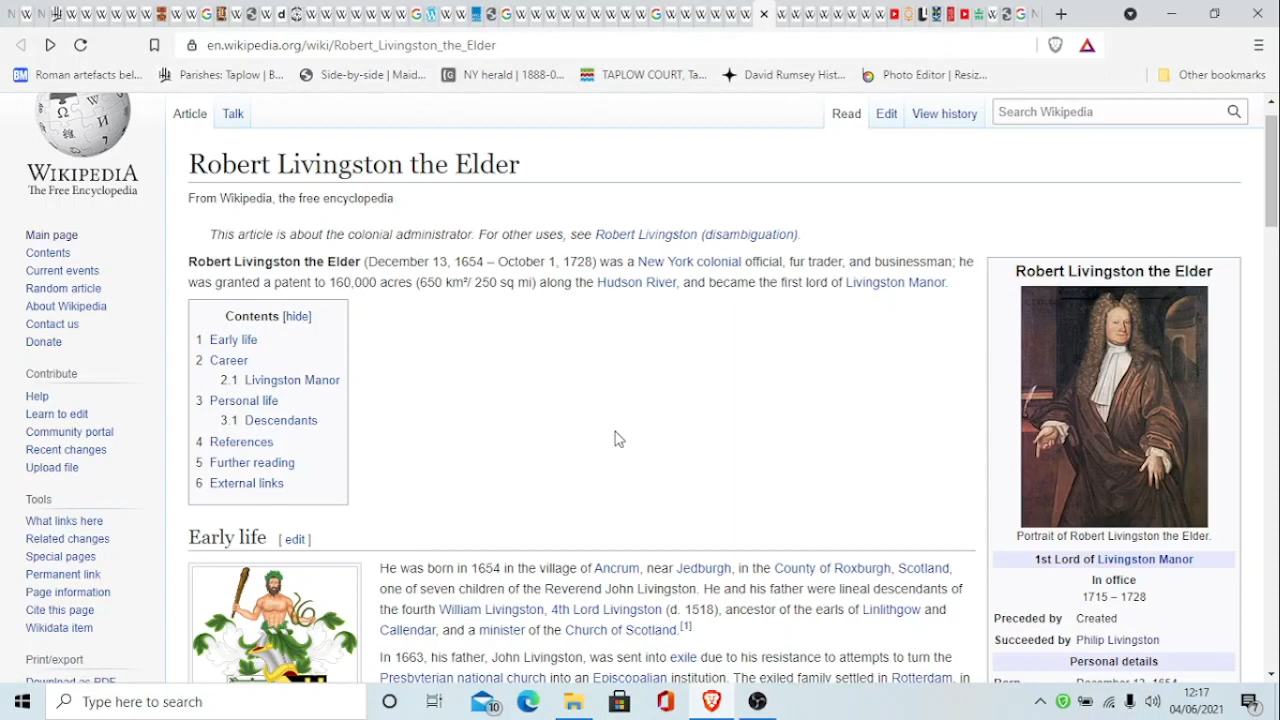 en.wikipedia.org/wiki/Robert_Livingston_the_Elder
Roman artefacts bel...
Parishes: Taplow | B...
Side-by-side | Maid...
NY herald | 1888-0...
TAPLOW COURT, Ta...
David Rumsey Hist...
Photo Editor | Resiz...
Other bookmarks
WIKIPEDIA
The Free Encyclopedia
Main page
Contents
Current events
Random article
About Wikipedia
Contact us
Donate
Contribute
Help
Learn to edit
Community portal
Recent changes
Upload file
Tools
What links here
Related changes
Special pages
Permanent link
Page information
Cite this page
Wikidata item
Print/export
Download as PDF
Article
Talk
Read
Edit
View history
Search Wikipedia
Robert Livingston the Elder
From Wikipedia, the free encyclopedia
This article is about the colonial administrator. For other uses, see Robert Livingston (disambiguation).
Robert Livingston the Elder (December 13, 1654 – October 1, 1728) was a New York colonial official, fur trader, and businessman; he
was granted a patent to 160,000 acres (650 km²/ 250 sq mi) along the Hudson River, and became the first lord of Livingston Manor.
Contents [hide]
1 Early life
2 Career
2.1 Livingston Manor
3 Personal life
3.1 Descendants
4 References
5 Further reading
6 External links
Early life [ edit ]
He was born in 1654 in the village of Ancrum, near Jedburgh, in the County of Roxburgh, Scotland,
one of seven children of the Reverend John Livingston. He and his father were lineal descendants of
the fourth William Livingston, 4th Lord Livingston (d. 1518), ancestor of the earls of Linlithgow and
Callendar, and a minister of the Church of Scotland.[1]
In 1663, his father, John Livingston, was sent into exile due to his resistance to attempts to turn the
Presbyterian national church into an Episcopalian institution. The exiled family settled in Rotterdam, in
Robert Livingston the Elder
Portrait of Robert Livingston the Elder.
1st Lord of Livingston Manor
In office
1715 – 1728
Preceded by Created
Succeeded by Philip Livingston
Personal details
Born December 13, 1654
Type here to search
10
12:17
04/06/2021
7